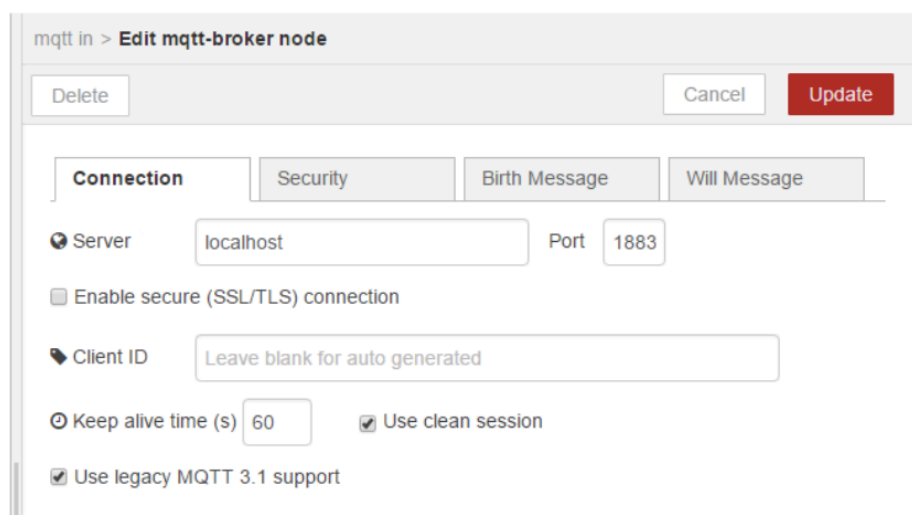 mqtt in > Edit mqtt-broker node
Delete Cancel Update
Connection Security Birth Message Will Message
Server localhost Port 1883
Enable secure (SSL/TLS) connection
Client ID Leave blank for auto generated
Keep alive time (s) 60 Use clean session
Use legacy MQTT 3.1 support